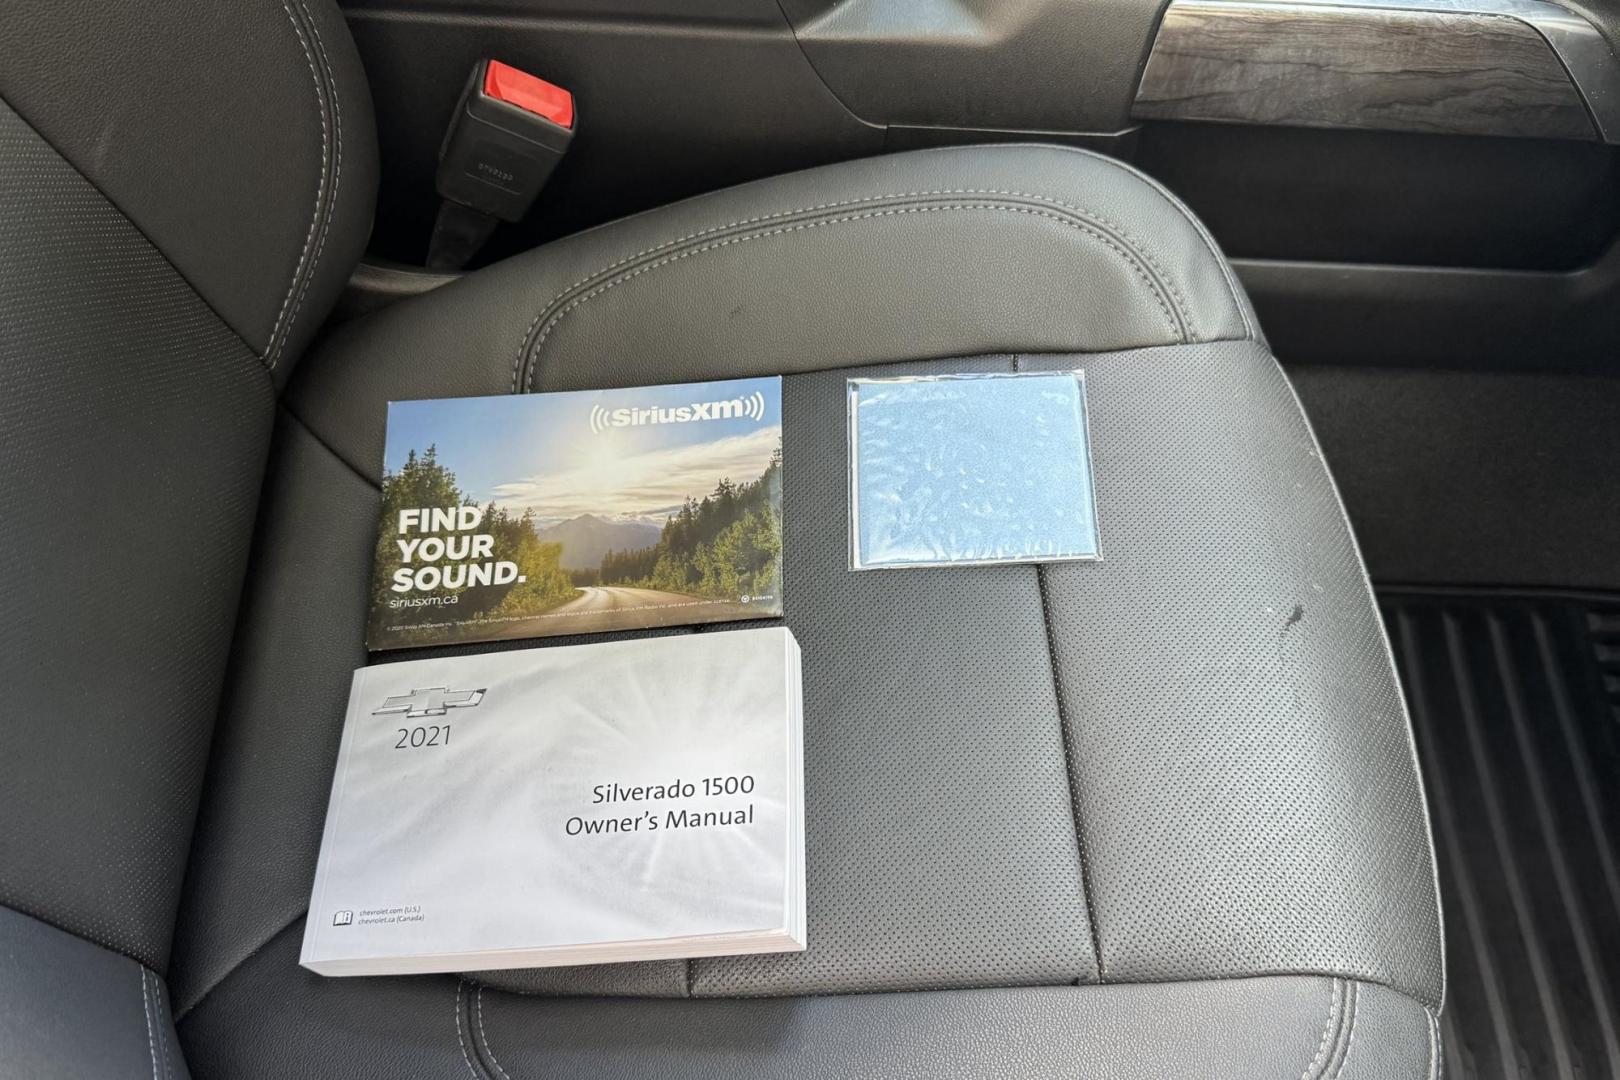 SiriusXM
FIND
YOUR
SOUND.
siriusxm.ca
2021
Silverado 1500
Owner's Manual
chevrolet.com (U.S.)
chevrolet.ca (Canada)